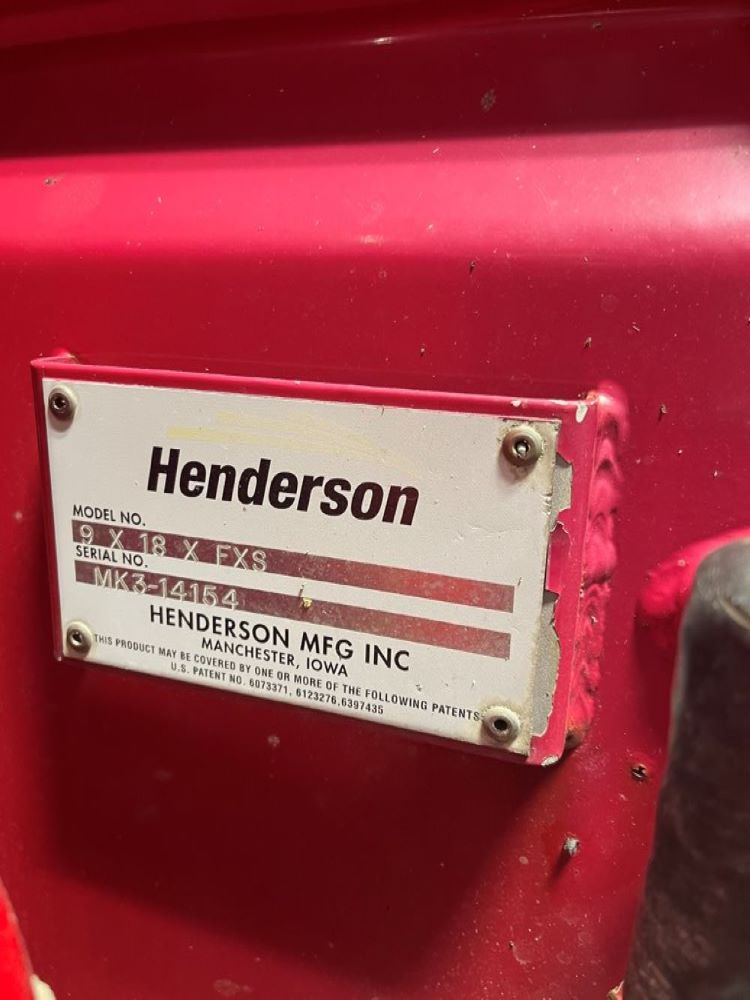 Henderson
MODEL NO.
9 X 18 X FXS
SERIAL NO.
MK3-14154
HENDERSON MFG INC
MANCHESTER, IOWA
THIS PRODUCT MAY BE COVERED BY ONE OR MORE OF THE FOLLOWING PATENTS
U.S. PATENT NO. 6073371, 6123276,6397435